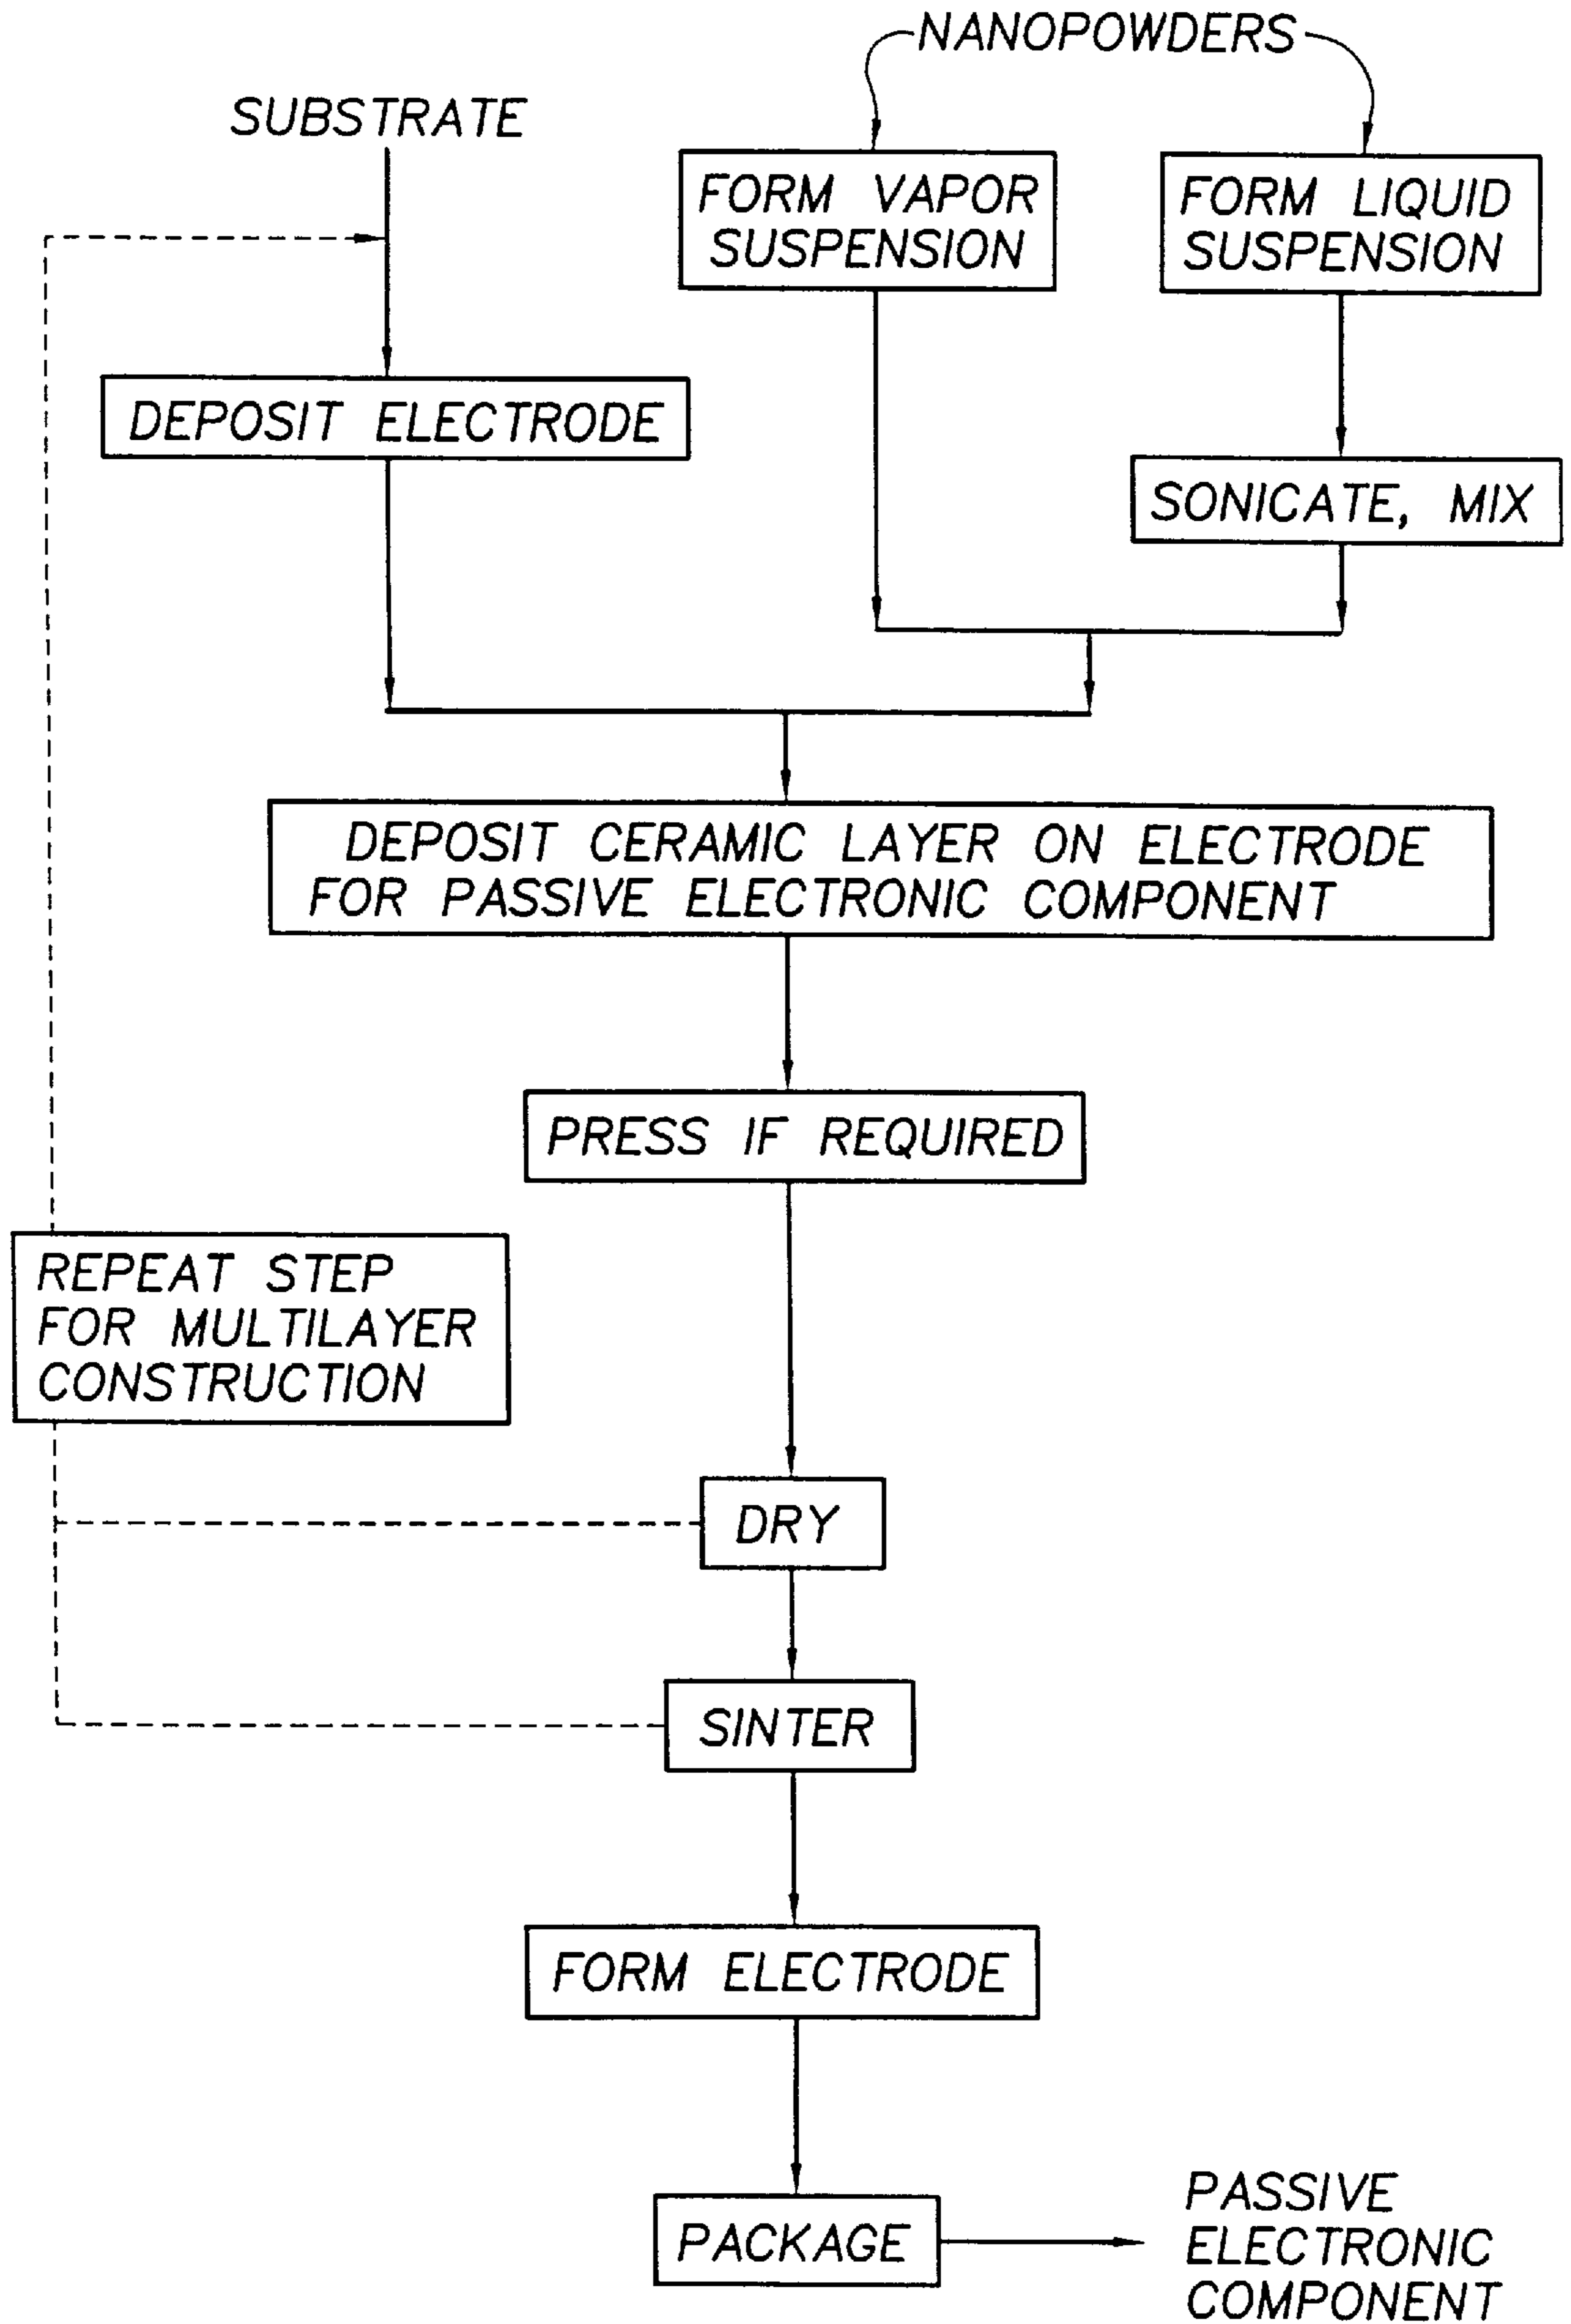 NANOPOWDERS
SUBSTRATE
FORM VAPOR
SUSPENSION
FORM LIQUID
SUSPENSION
DEPOSIT ELECTRODE
SONICATE, MIX
DEPOSIT CERAMIC LAYER ON ELECTRODE
FOR PASSIVE ELECTRONIC COMPONENT
PRESS IF REQUIRED
REPEAT STEP
FOR MULTILAYER
CONSTRUCTION
DRY
SINTER
FORM ELECTRODE
PACKAGE
PASSIVE
ELECTRONIC
COMPONENT